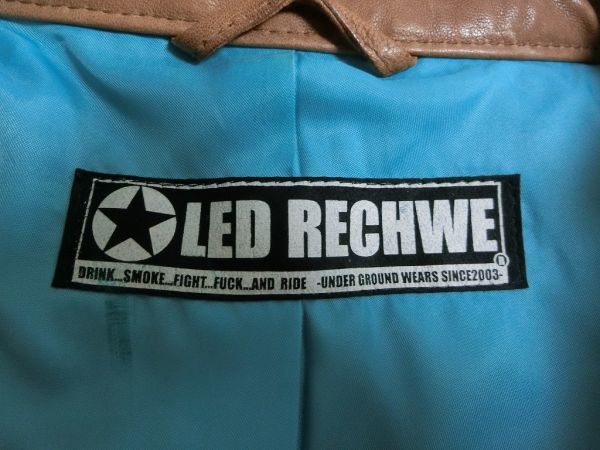 LED RECHWE ®
DRINK...SMOKE...FIGHT...FUCK...AND RIDE -UNDER GROUND WEARS SINCE2003-